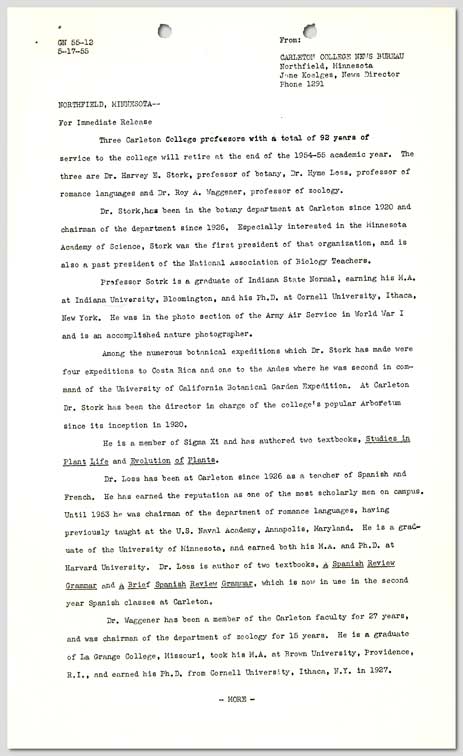 GN 55-12
5-17-55
From:
CARLETON COLLEGE NEWS BUREAU
Northfield, Minnesota
Jane Koelges, News Director
Phone 1291
NORTHFIELD, MINNESOTA--
For Immediate Release
Three Carleton College professors with a total of 92 years of
service to the college will retire at the end of the 1954-55 academic year. The
three are Dr. Harvey E. Stork, professor of botany, Dr. Hyme Loss, professor of
romance languages and Dr. Roy A. Waggener, professor of zoology.
Dr. Stork,has been in the botany department at Carleton since 1920 and
chairman of the department since 1926. Especially interested in the Minnesota
Academy of Science, Stork was the first president of that organization, and is
also a past president of the National Association of Biology Teachers.
Professor Sotrk is a graduate of Indiana State Normal, earning his M.A.
at Indiana University, Bloomington, and his Ph.D. at Cornell University, Ithaca,
New York. He was in the photo section of the Army Air Service in World War I
and is an accomplished nature photographer.
Among the numerous botanical expeditions which Dr. Stork has made were
four expeditions to Costa Rica and one to the Andes where he was second in com-
mand of the University of California Botanical Garden Expedition. At Carleton
Dr. Stork has been the director in charge of the college's popular Arboretum
since its inception in 1920.
He is a member of Sigma Xi and has authored two textbooks, Studies in
Plant Life and Evolution of Plants.
Dr. Loss has been at Carleton since 1926 as a teacher of Spanish and
French. He has earned the reputation as one of the most scholarly men on campus.
Until 1953 he was chairman of the department of romance languages, having
previously taught at the U.S. Naval Academy, Annapolis, Maryland. He is a grad-
uate of the University of Minnesota, and earned both his M.A. and Ph.D. at
Harvard University. Dr. Loss is author of two textbooks, A Spanish Review
Grammar and A Brief Spanish Review Grammar, which is now in use in the second
year Spanish classes at Carleton.
Dr. Waggener has been a member of the Carleton faculty for 27 years,
and was chairman of the department of zoology for 15 years. He is a graduate
of La Grange College, Missouri, took his M.A. at Brown University, Providence,
R.I., and earned his Ph.D. from Cornell University, Ithaca, N.Y. in 1927.
- MORE -